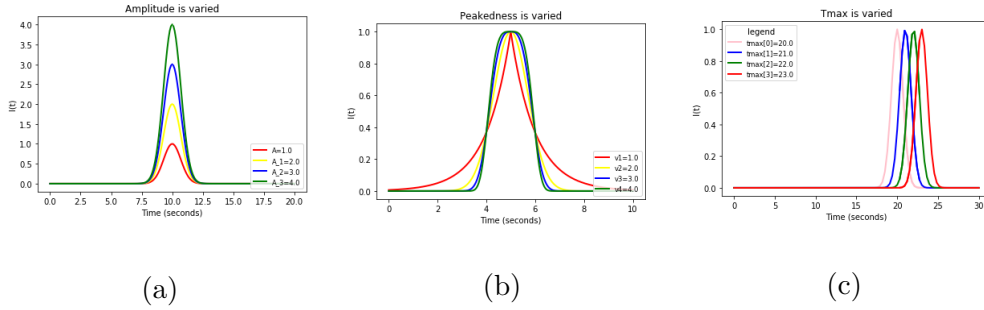 Amplitude is varied
I(t)
4.0
3.5
3.0
2.5
2.0
1.5
1.0
0.5
0.0
A=1.0
A_1=2.0
A_2=3.0
A_3=4.0
0.0 2.5 5.0 7.5 10.0 12.5 15.0 17.5 20.0
Time (seconds)
(a)
Peakedness is varied
I(t)
1.0
0.8
0.6
0.4
0.2
0.0
v1=1.0
v2=2.0
v3=3.0
v4=4.0
0 2 4 6 8 10
Time (seconds)
(b)
Tmax is varied
I(t)
1.0
0.8
0.6
0.4
0.2
0.0
legend
tmax[0]=20.0
tmax[1]=21.0
tmax[2]=22.0
tmax[3]=23.0
0 5 10 15 20 25 30
Time (seconds)
(c)